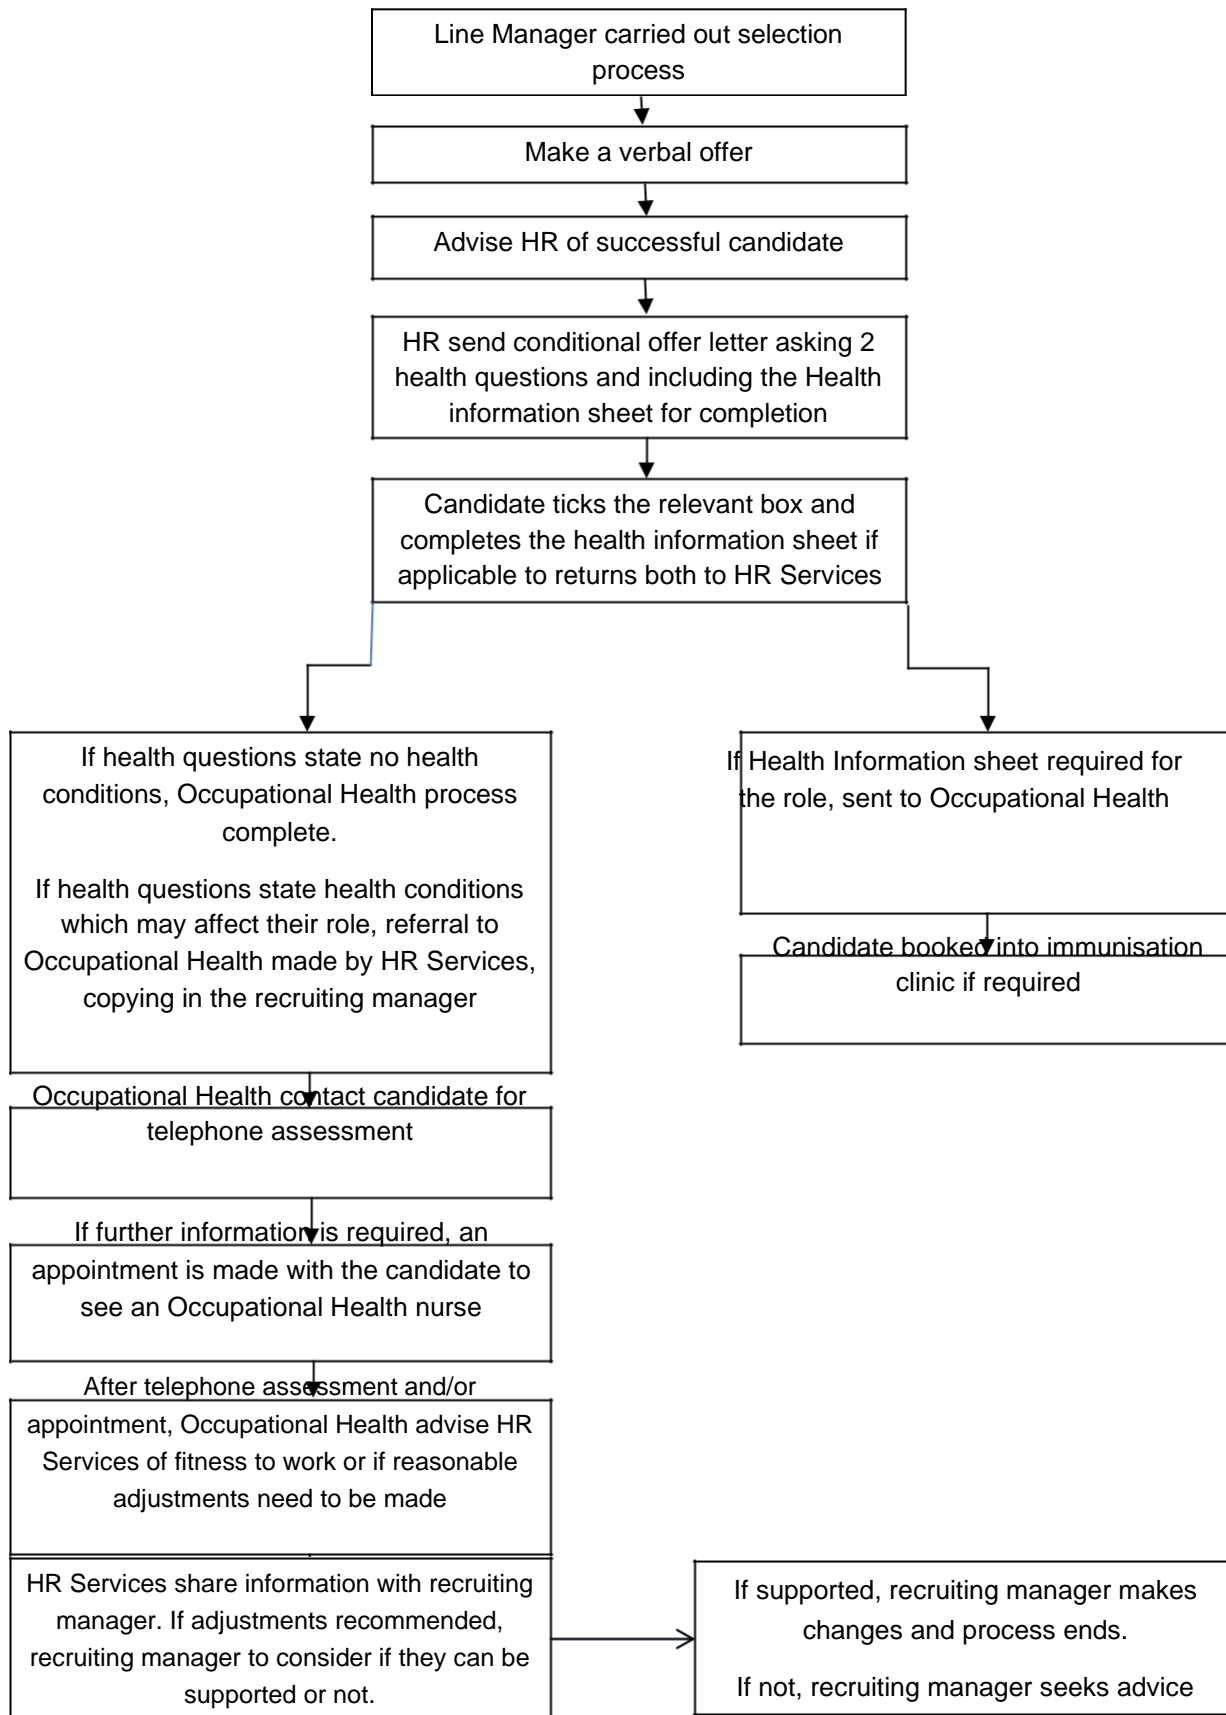 Line Manager carried out selection
process
Make a verbal offer
Advise HR of successful candidate
HR send conditional offer letter asking 2
health questions and including the Health
information sheet for completion
Candidate ticks the relevant box and
completes the health information sheet if
applicable to returns both to HR Services
If health questions state no health
conditions, Occupational Health process
complete.
If health questions state health conditions
which may affect their role, referral to
Occupational Health made by HR Services,
copying in the recruiting manager
If Health Information sheet required for
the role, sent to Occupational Health
Candidate booked into immunisation
clinic if required
Occupational Health contact candidate for
telephone assessment
If further information is required, an
appointment is made with the candidate to
see an Occupational Health nurse
After telephone assessment and/or
appointment, Occupational Health advise HR
Services of fitness to work or if reasonable
adjustments need to be made
HR Services share information with recruiting
manager. If adjustments recommended,
recruiting manager to consider if they can be
supported or not.
If supported, recruiting manager makes
changes and process ends.
If not, recruiting manager seeks advice